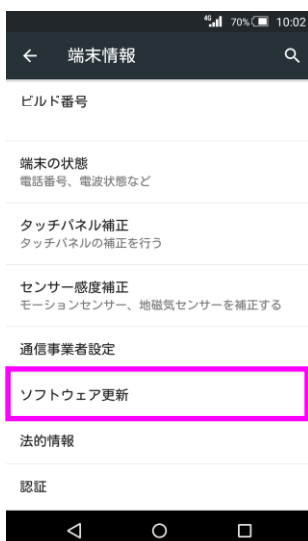 4G 70% 10:02
端末情報
ビルド番号
端末の状態
電話番号、電波状態など
タッチパネル補正
タッチパネルの補正を行う
センサー感度補正
モーションセンサー、地磁気センサーを補正する
通信事業者設定
ソフトウェア更新
法的情報
認証